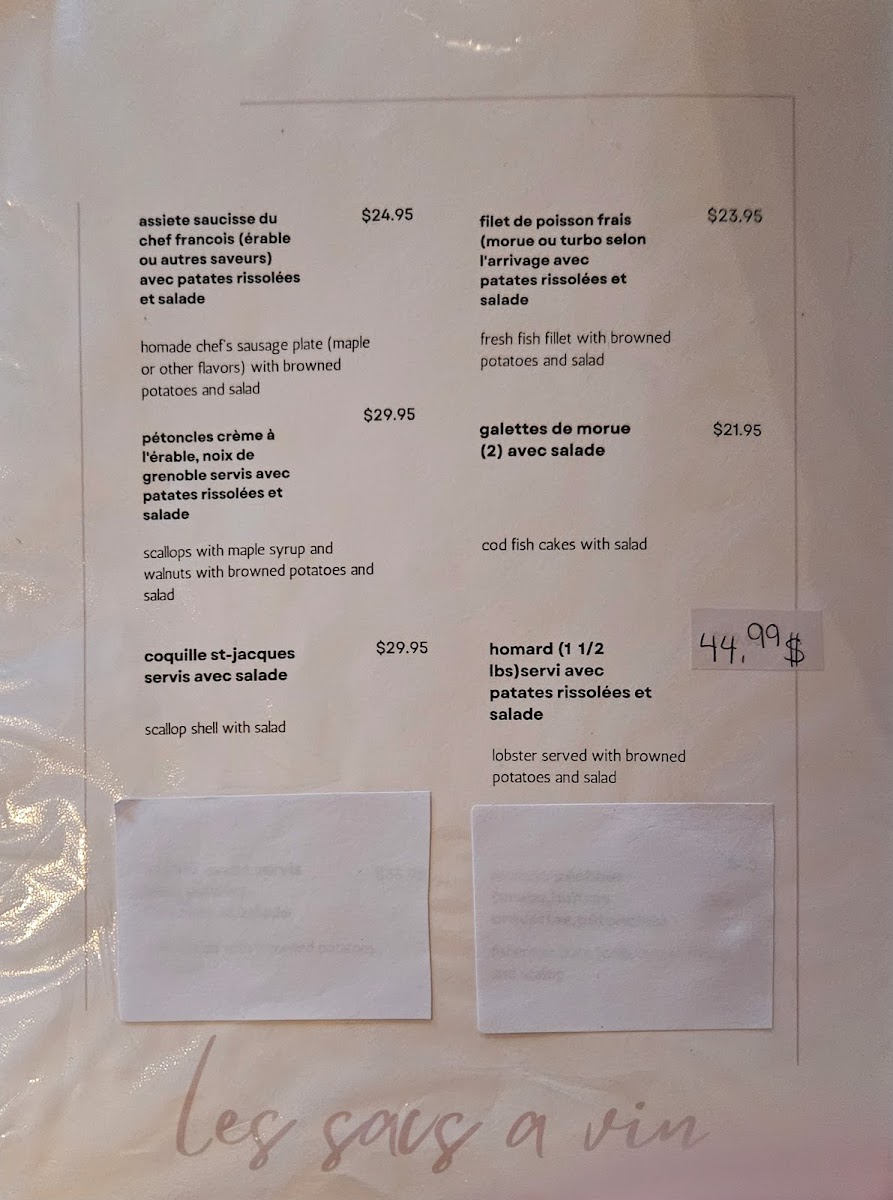 assiete saucisse du
chef francois (érable
ou autres saveurs)
avec patates rissolées
et salade
$24.95
homade chef's sausage plate (maple
or other flavors) with browned
potatoes and salad
$29.95
pétoncles crème à
l'érable, noix de
grenoble servis avec
patates rissolées et
salade
scallops with maple syrup and
walnuts with browned potatoes and
salad
coquille st-jacques
servis avec salade
$29.95
scallop shell with salad
filet de poisson frais
(morue ou turbo selon
l'arrivage avec
patates rissolées et
salade
$23.95
fresh fish fillet with browned
potatoes and salad
galettes de morue
(2) avec salade
$21.95
cod fish cakes with salad
homard (1 1/2
lbs)servi avec
patates rissolées et
salade
44.99$
lobster served with browned
potatoes and salad
Les sacs a vin